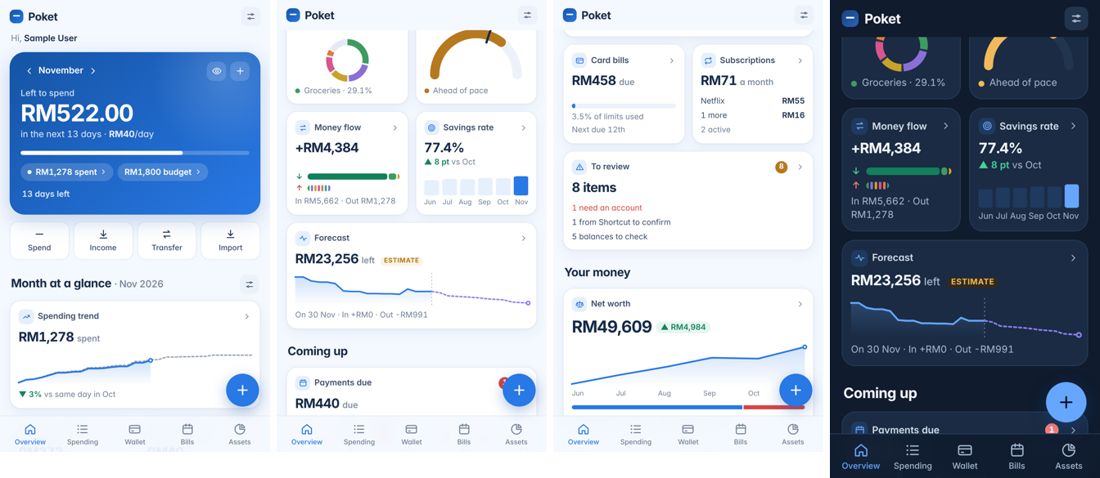 Poket
Hi, Sample User
November
Left to spend
RM522.00
in the next 13 days · RM40/day
RM1,278 spent
RM1,800 budget
13 days left
Spend
Income
Transfer
Import
Month at a glance · Nov 2026
Spending trend
RM1,278 spent
▼ 3% vs same day in Oct
Overview
Spending
Wallet
Bills
Assets
Poket
Groceries · 29.1%
Ahead of pace
Money flow
+RM4,384
In RM5,662 · Out RM1,278
Savings rate
77.4%
▲ 8 pt vs Oct
Jun Jul Aug Sep Oct Nov
Forecast
RM23,256 left ESTIMATE
On 30 Nov · In +RM0 · Out -RM991
Coming up
Payments due
RM440 due
Overview
Spending
Wallet
Bills
Assets
Poket
Card bills
RM458 due
3.5% of limits used
Next due 12th
Subscriptions
RM71 a month
Netflix RM55
1 more RM16
2 active
To review 8
8 items
1 need an account
1 from Shortcut to confirm
5 balances to check
Your money
Net worth
RM49,609 ▲ RM4,984
Jun Jul Aug Sep Oct
Overview
Spending
Wallet
Bills
Assets
Poket
Groceries · 29.1%
Ahead of pace
Money flow
+RM4,384
In RM5,662 · Out
RM1,278
Savings rate
77.4%
▲ 8 pt vs Oct
Jun Jul Aug Sep Oct Nov
Forecast
RM23,256 left ESTIMATE
On 30 Nov · In +RM0 · Out -RM991
Coming up
Payments due 1
Overview
Spending
Wallet
Bills
Assets